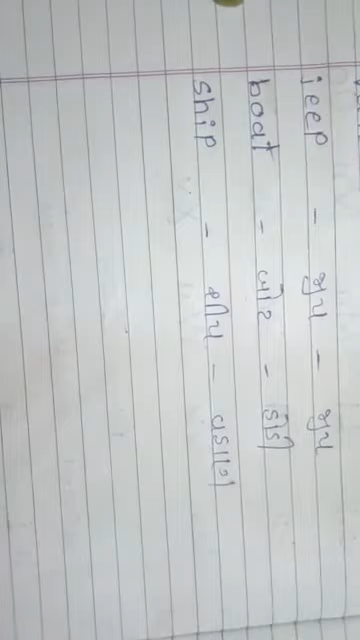 jeep - જીપ - જીપ
boat - બોટ - હોડી
ship - શીપ - વહાણ